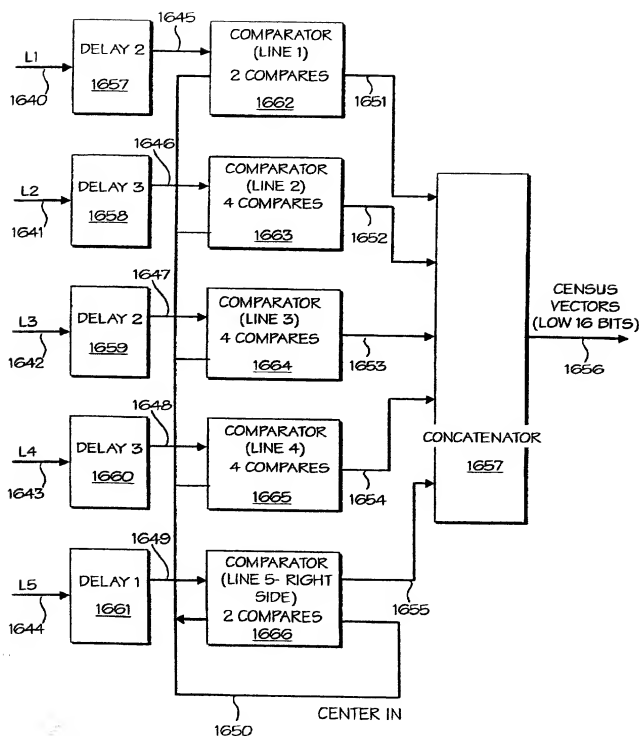 1645
L1
1640
DELAY 2
1657
COMPARATOR
(LINE 1)
2 COMPARES
1662
1651
1646
L2
1641
DELAY 3
1658
COMPARATOR
(LINE 2)
4 COMPARES
1663
1652
1647
L3
1642
DELAY 2
1659
COMPARATOR
(LINE 3)
4 COMPARES
1664
1653
1648
L4
1643
DELAY 3
1660
COMPARATOR
(LINE 4)
4 COMPARES
1665
1654
1649
L5
1644
DELAY 1
1661
COMPARATOR
(LINE 5- RIGHT
SIDE)
2 COMPARES
1666
1655
CONCATENATOR
1657
CENSUS
VECTORS
(LOW 16 BITS)
1656
CENTER IN
1650